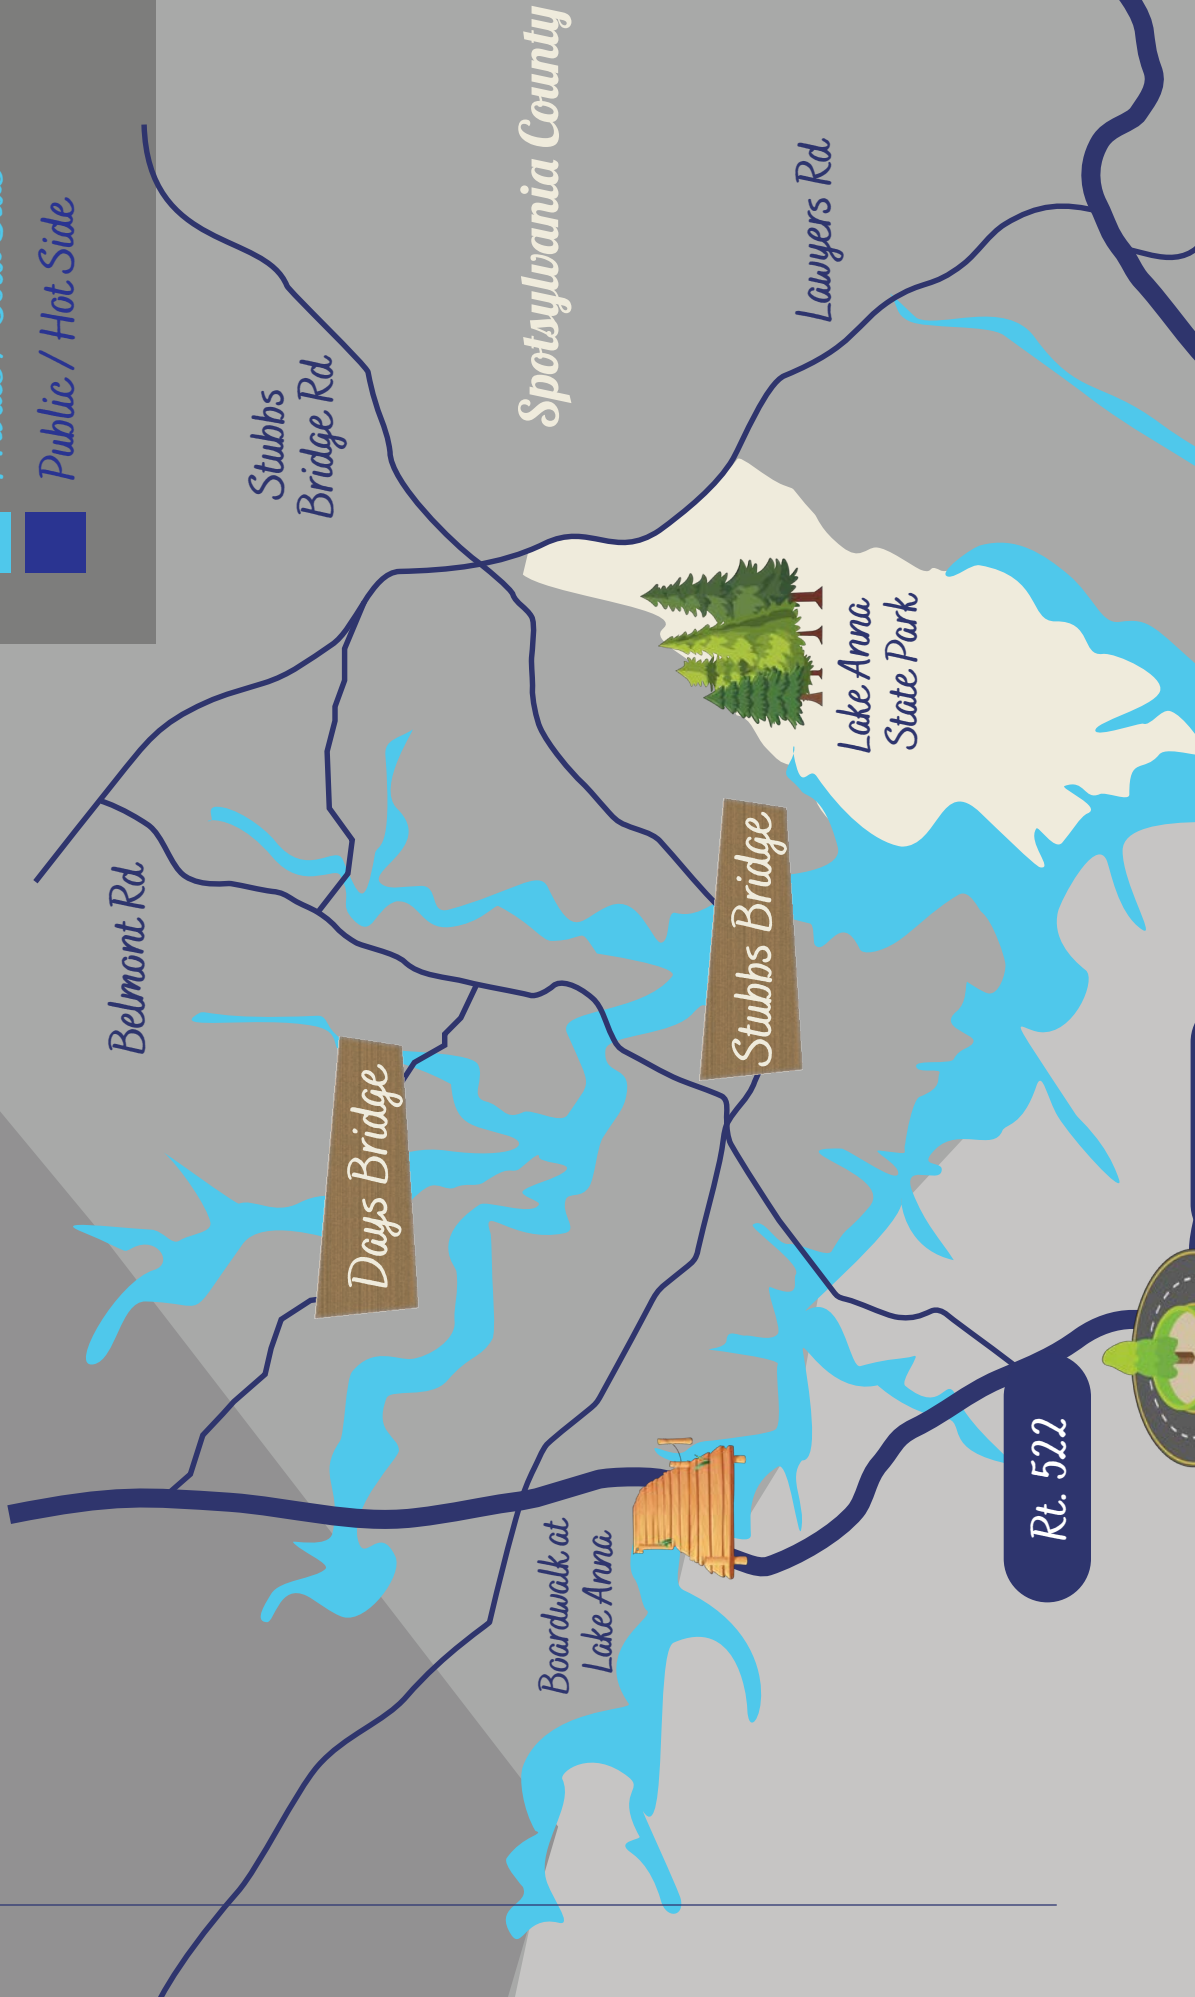 Public / Hot Side
Stubbs
Bridge Rd
Spotsylvania County
Lawyers Rd
Belmont Rd
Days Bridge
Stubbs Bridge
Lake Anna
State Park
Boardwalk at
Lake Anna
Rt. 522